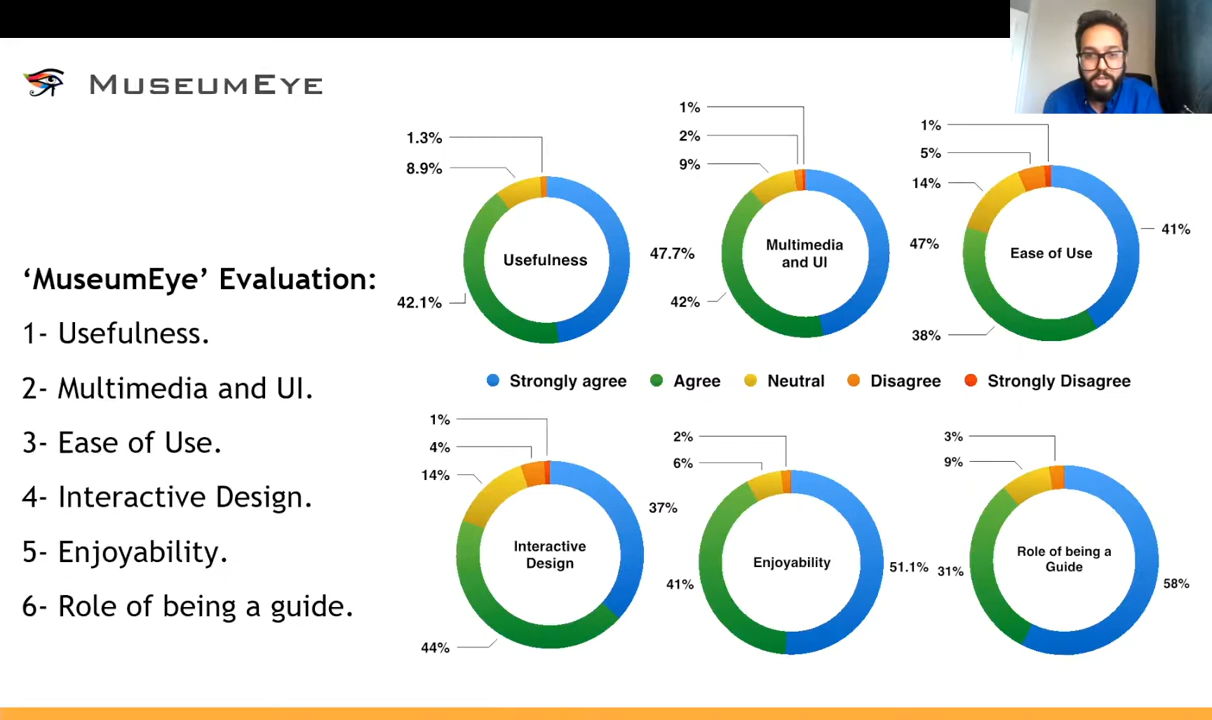 MUSEUMEYE
‘MuseumEye’ Evaluation:
1- Usefulness.
2- Multimedia and UI.
3- Ease of Use.
4- Interactive Design.
5- Enjoyability.
6- Role of being a guide.
1.3%
8.9%
42.1%
47.7%
Usefulness
1%
2%
9%
42%
47%
Multimedia
and UI
1%
5%
14%
38%
41%
Ease of Use
Strongly agree
Agree
Neutral
Disagree
Strongly Disagree
1%
4%
14%
44%
37%
Interactive
Design
2%
6%
41%
51.1%
Enjoyability
3%
9%
31%
58%
Role of being a
Guide